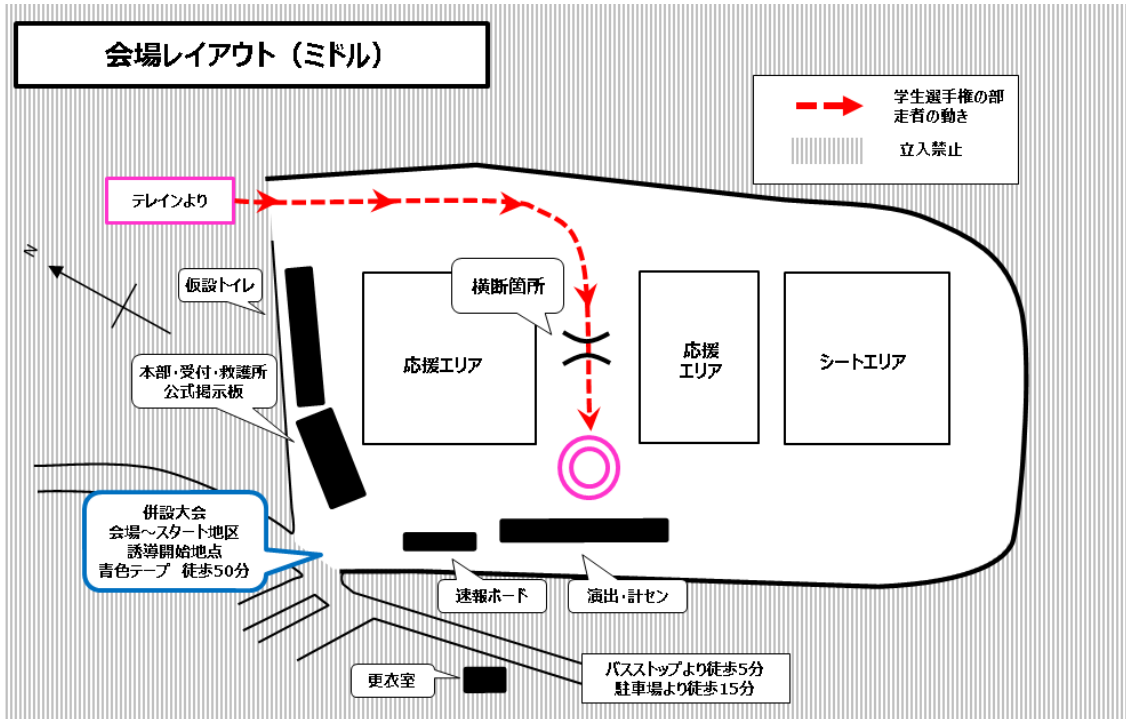 会場レイアウト（ミドル）
学生選手権の部
走者の動き
立入禁止
テレインより
N
仮設トイレ
横断箇所
本部・受付・救護所
公式掲示板
応援エリア
応援
エリア
シートエリア
併設大会
会場～スタート地区
誘導開始地点
青色テープ 徒歩50分
速報ボード
演出・計セン
更衣室
バスストップより徒歩5分
駐車場より徒歩15分